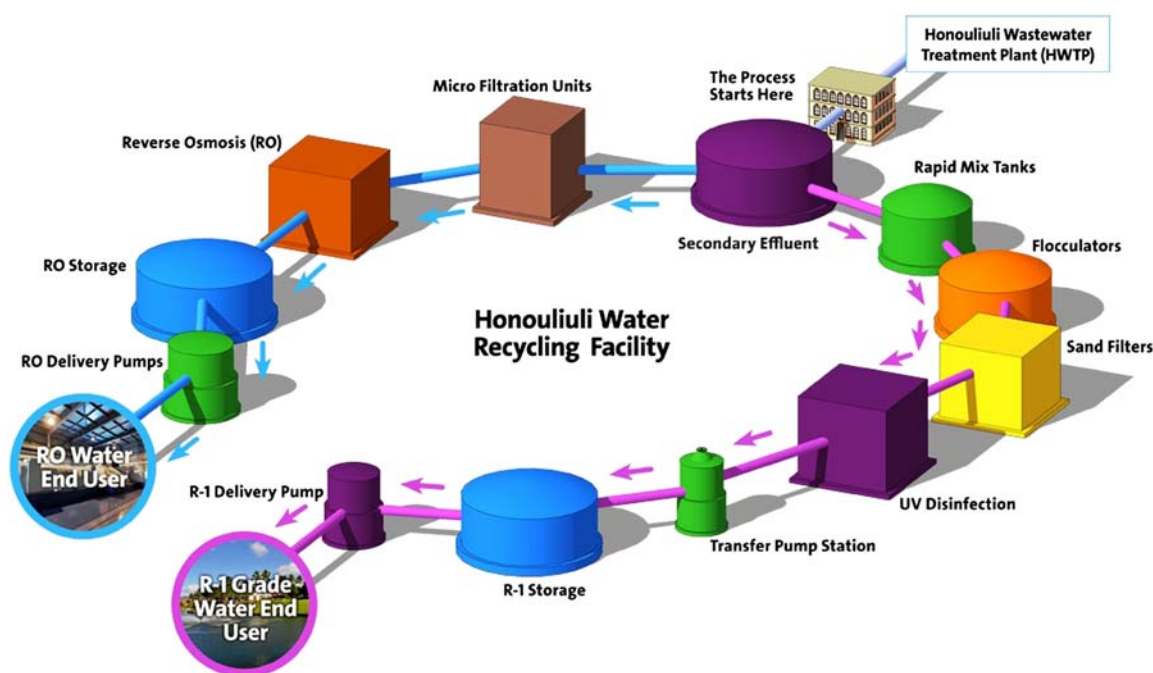 Honouliuli Wastewater
Treatment Plant (HWTP)
The Process
Starts Here
Micro Filtration Units
Reverse Osmosis (RO)
Rapid Mix Tanks
Secondary Effluent
Flocculators
RO Storage
Honouliuli Water
Recycling Facility
Sand Filters
RO Delivery Pumps
RO Water
End User
R-1 Delivery Pump
UV Disinfection
Transfer Pump Station
R-1 Storage
R-1 Grade
Water End
User